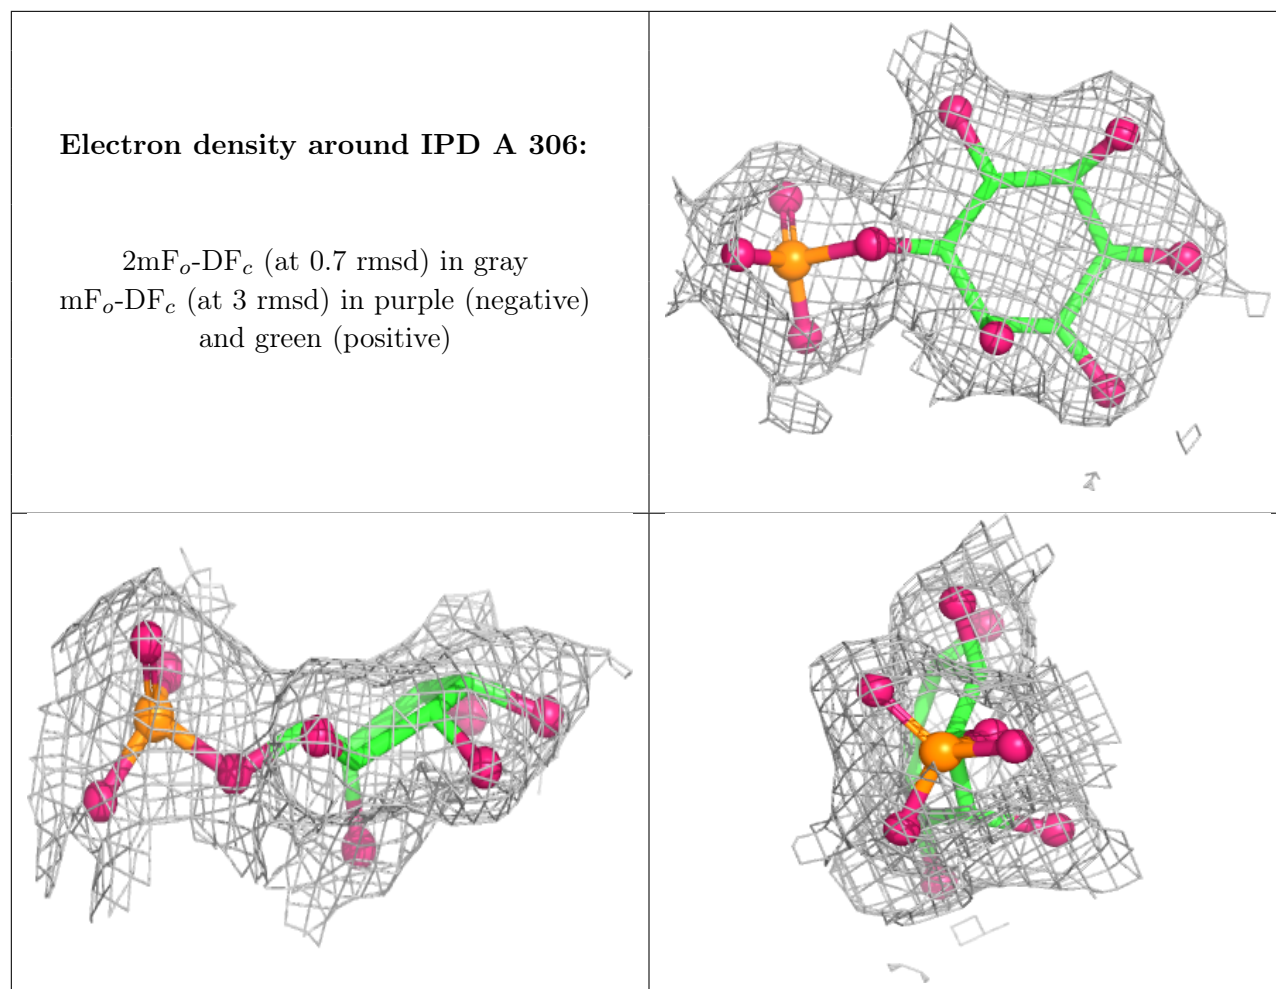 Electron density around IPD A 306:
2mFo-DFc (at 0.7 rmsd) in gray
mFo-DFc (at 3 rmsd) in purple (negative)
and green (positive)